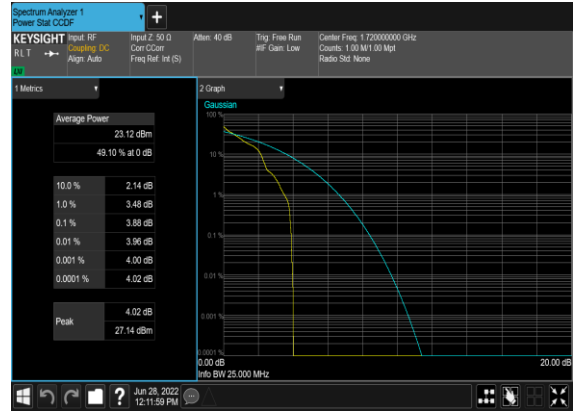 Spectrum Analyzer 1
Power Stat CCDF
KEYSIGHT
RLT
LXI
Input: RF
Coupling: DC
Align: Auto
Input Z: 50 Ω
Corr CCorr
Freq Ref: Int (S)
Atten: 40 dB
Trig: Free Run
#IF Gain: Low
Center Freq: 1.720000000 GHz
Counts: 1.00 M/1.00 Mpt
Radio Std: None
1 Metrics
Average Power
23.12 dBm
49.10 % at 0 dB
10.0 % 2.14 dB
1.0 % 3.48 dB
0.1 % 3.88 dB
0.01 % 3.96 dB
0.001 % 4.00 dB
0.0001 % 4.02 dB
Peak
4.02 dB
27.14 dBm
2 Graph
Gaussian
100 %
10 %
1 %
0.1 %
0.01 %
0.001 %
0.0001 %
0.00 dB 20.00 dB
Info BW 25.000 MHz
? Jun 28, 2022
12:11:59 PM